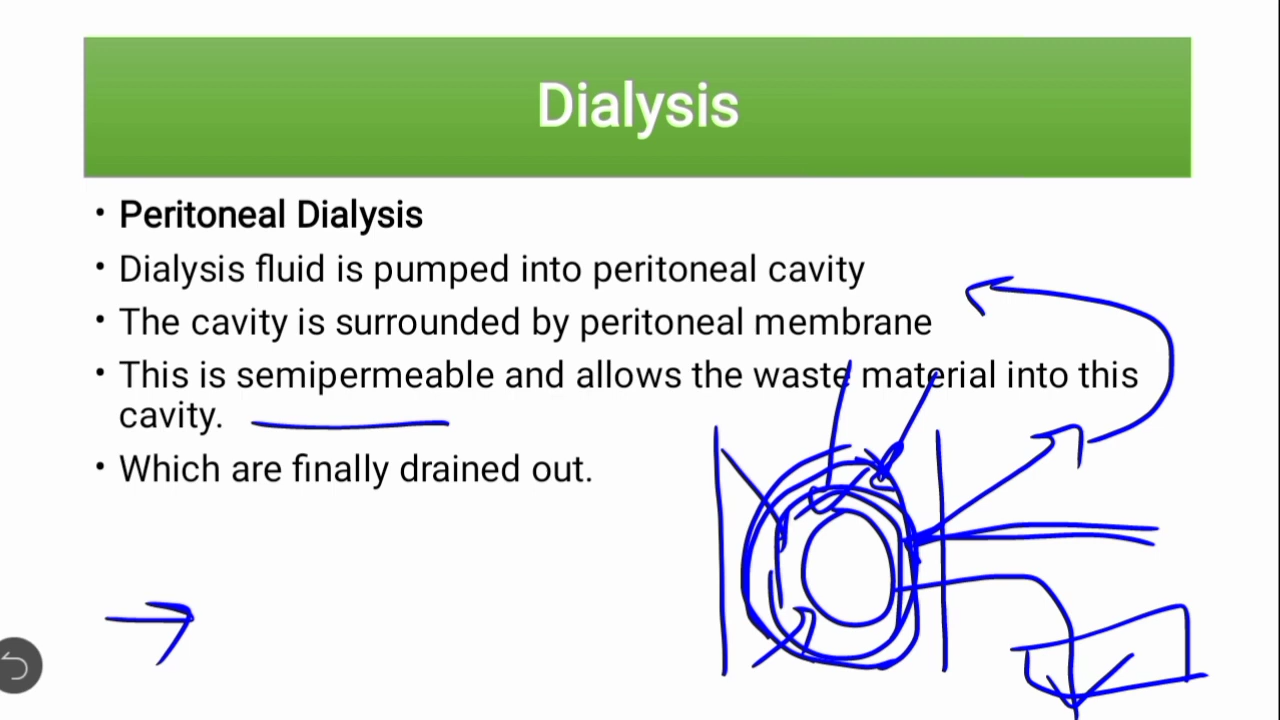 Dialysis
• Peritoneal Dialysis
• Dialysis fluid is pumped into peritoneal cavity
• The cavity is surrounded by peritoneal membrane
• This is semipermeable and allows the waste material into this
cavity.
• Which are finally drained out.